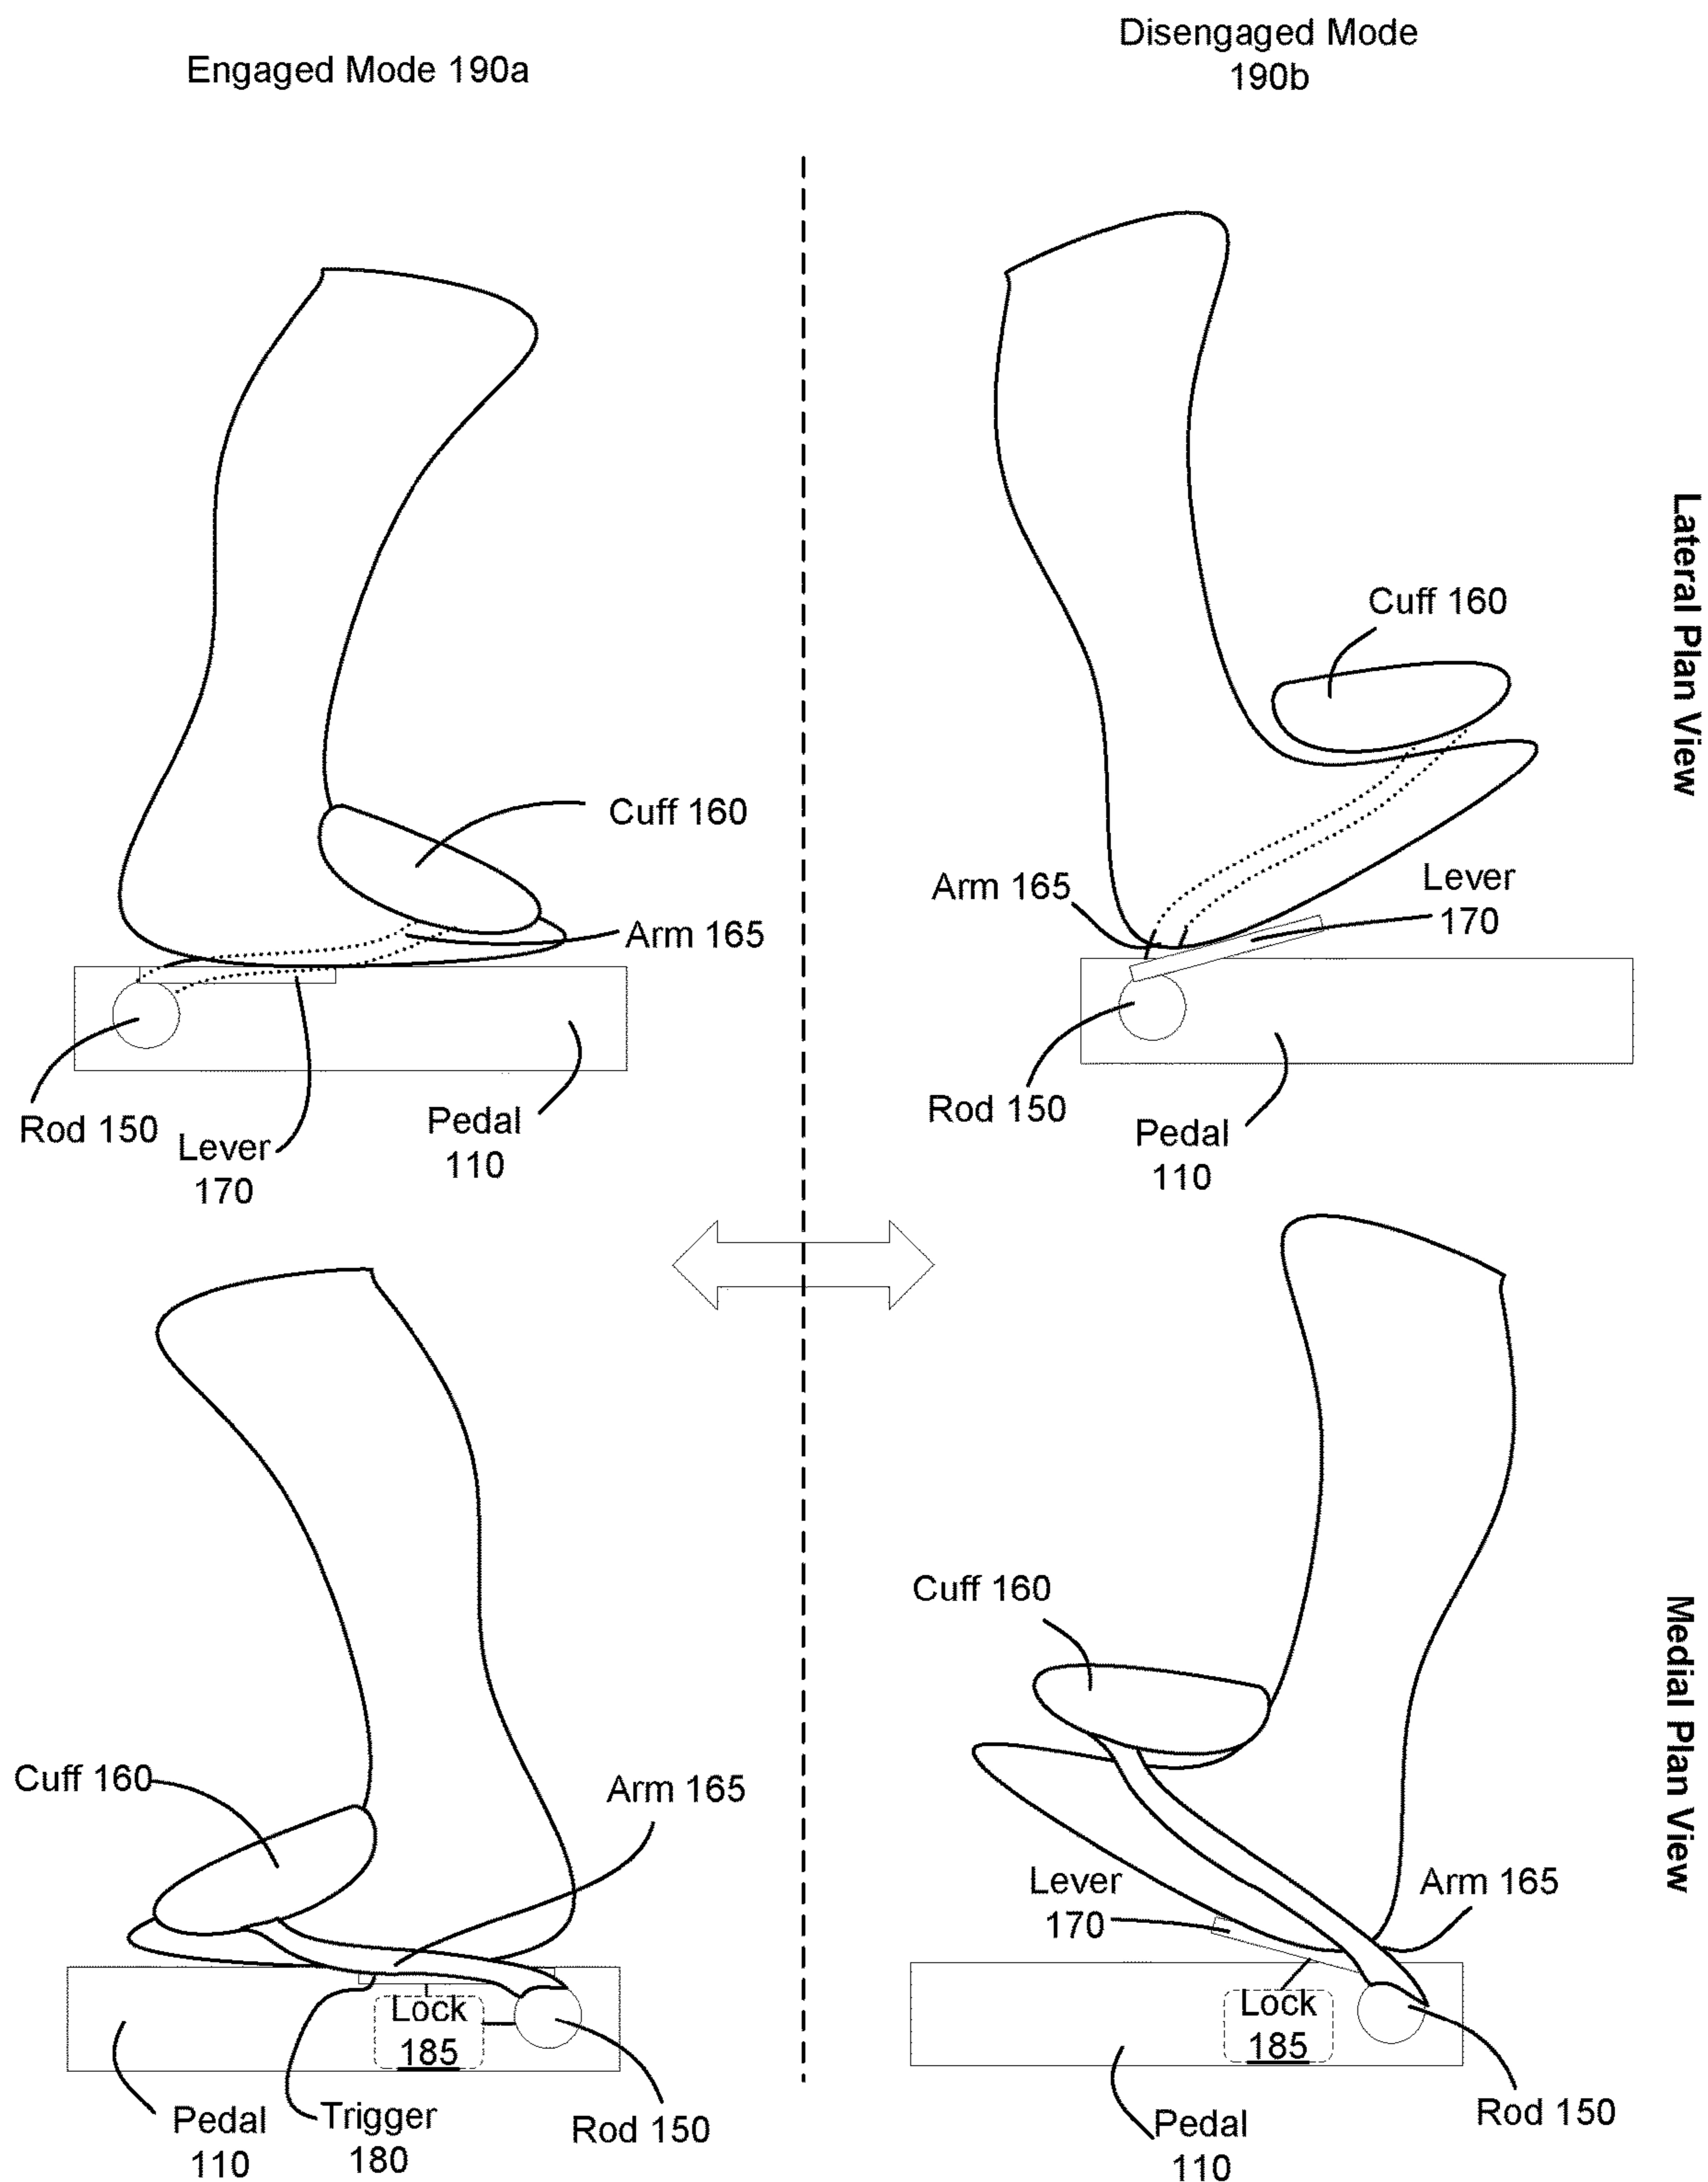 Engaged Mode 190a
Disengaged Mode
190b
Lateral Plan View
Cuff 160
Arm 165
Rod 150
Lever
170
Pedal
110
Cuff 160
Arm 165
Lever
170
Rod 150
Pedal
110
Medial Plan View
Cuff 160
Arm 165
Lock
185
Pedal
110
Trigger
180
Rod 150
Cuff 160
Lever
170
Arm 165
Lock
185
Rod 150
Pedal
110